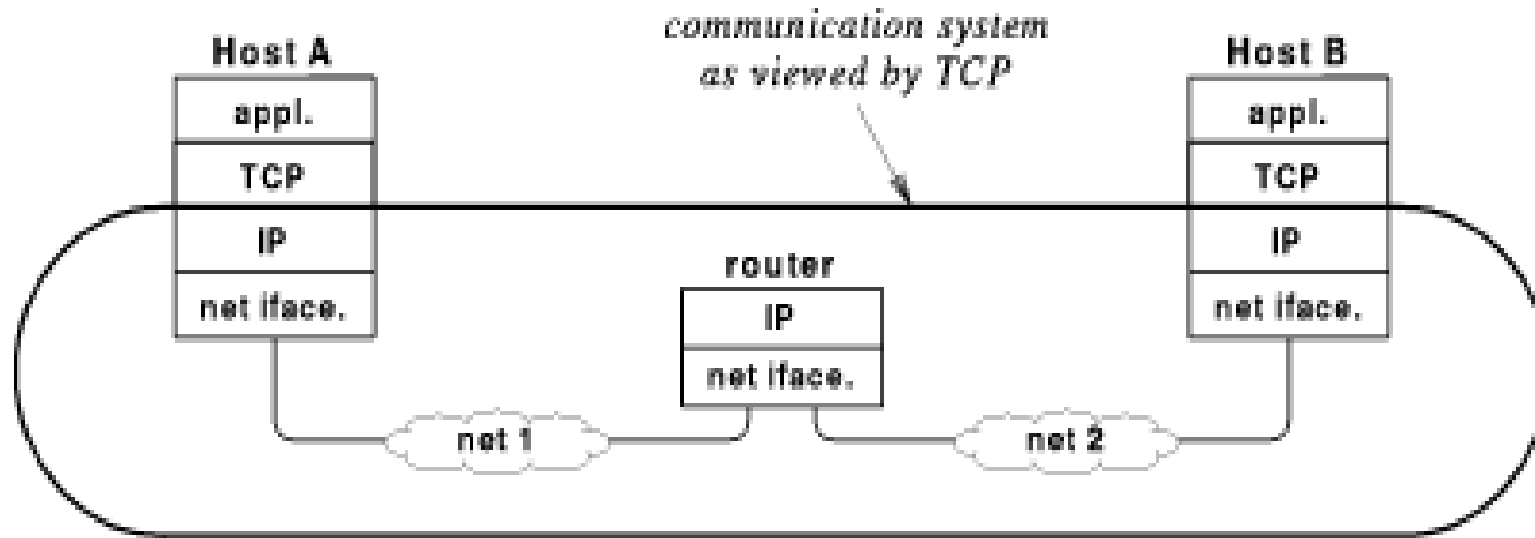 communication system
as viewed by TCP
Host A
appl.
TCP
IP
net iface.
router
IP
net iface.
Host B
appl.
TCP
IP
net iface.
net 1
net 2